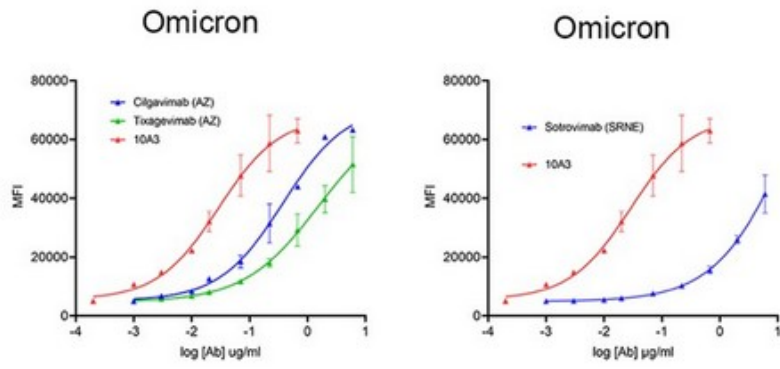 Omicron
80000
60000
40000
20000
0
MFI
Cilgavimab (AZ)
Tixagevimab (AZ)
10A3
-4 -3 -2 -1 0 1
log [Ab] ug/ml
Omicron
80000
60000
40000
20000
0
MFI
Sotrovimab (SRNE)
10A3
-4 -3 -2 -1 0 1
log [Ab] µg/ml